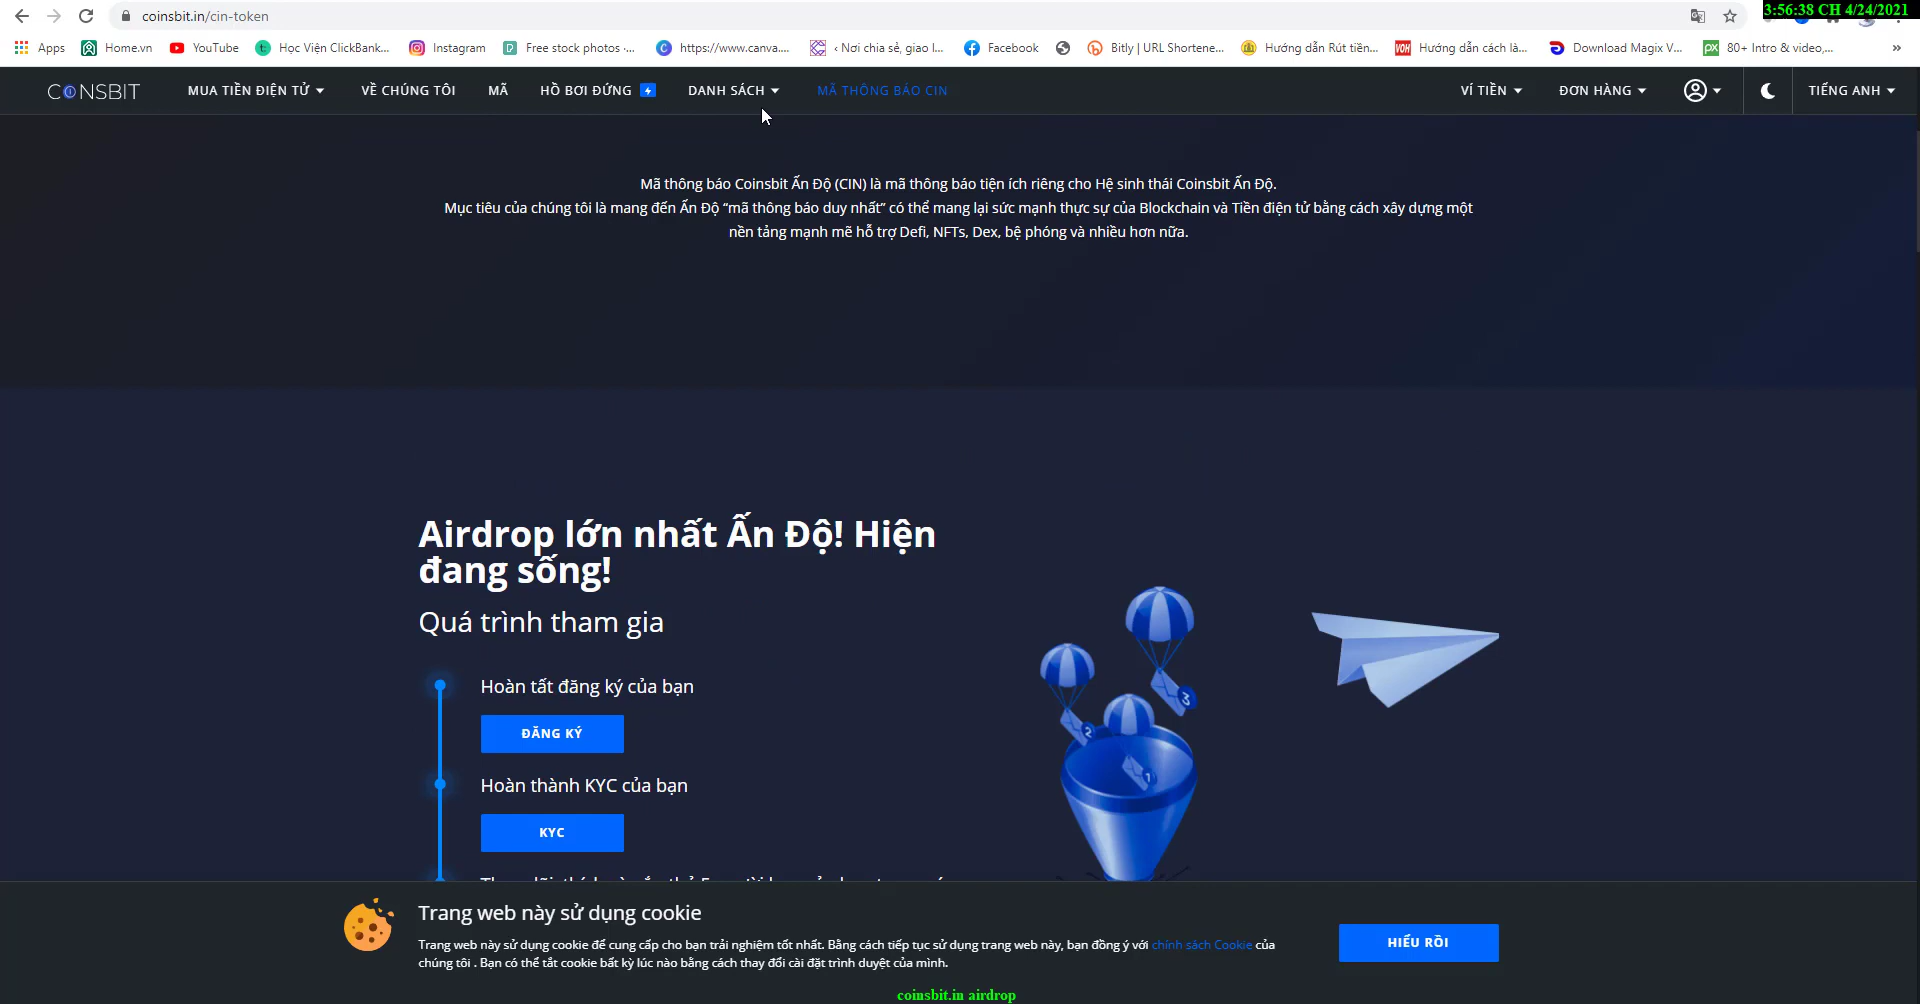 coinsbit.in/cin-token
3:56:38 CH 4/24/2021
Apps Home.vn YouTube Học Viện ClickBank... Instagram Free stock photos ·... https://www.canva.... ‹ Nơi chia sẻ, giao l... Facebook Bitly | URL Shortene... Hướng dẫn Rút tiền... VOH Hướng dẫn cách là... Download Magix V... px 80+ Intro & video,... »
COINSBIT MUA TIỀN ĐIỆN TỬ VỀ CHÚNG TÔI MÃ HỒ BƠI ĐỨNG DANH SÁCH MÃ THÔNG BÁO CIN VÍ TIỀN ĐƠN HÀNG TIẾNG ANH
Mã thông báo Coinsbit Ấn Độ (CIN) là mã thông báo tiện ích riêng cho Hệ sinh thái Coinsbit Ấn Độ.
Mục tiêu của chúng tôi là mang đến Ấn Độ “mã thông báo duy nhất” có thể mang lại sức mạnh thực sự của Blockchain và Tiền điện tử bằng cách xây dựng một
nền tảng mạnh mẽ hỗ trợ Defi, NFTs, Dex, bệ phóng và nhiều hơn nữa.
Airdrop lớn nhất Ấn Độ! Hiện
đang sống!
Quá trình tham gia
Hoàn tất đăng ký của bạn
ĐĂNG KÝ
Hoàn thành KYC của bạn
KYC
3
2
1
Trang web này sử dụng cookie
Trang web này sử dụng cookie để cung cấp cho bạn trải nghiệm tốt nhất. Bằng cách tiếp tục sử dụng trang web này, bạn đồng ý với chính sách Cookie của
chúng tôi . Bạn có thể tắt cookie bất kỳ lúc nào bằng cách thay đổi cài đặt trình duyệt của mình.
HIỂU RỒI
coinsbit.in airdrop